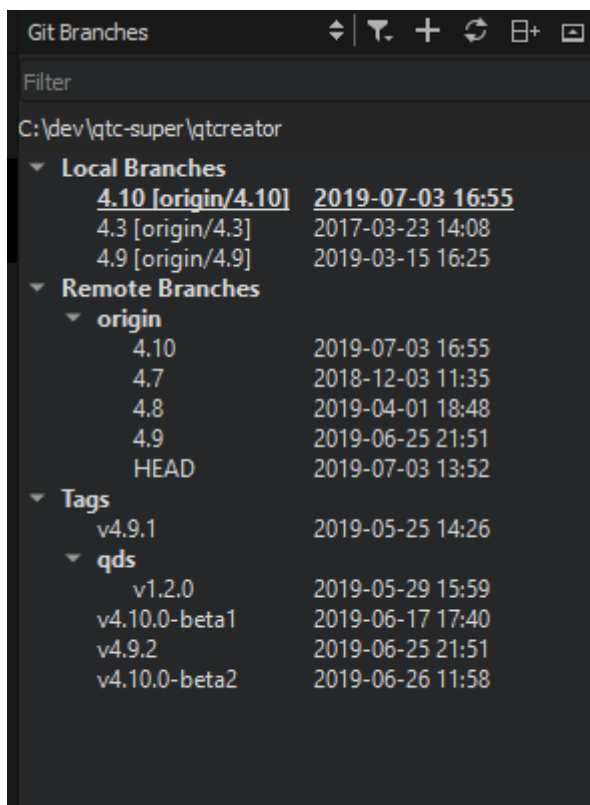 Git Branches
Filter
C:\dev\qtc-super\qtcreator
Local Branches
4.10 [origin/4.10] 2019-07-03 16:55
4.3 [origin/4.3] 2017-03-23 14:08
4.9 [origin/4.9] 2019-03-15 16:25
Remote Branches
origin
4.10 2019-07-03 16:55
4.7 2018-12-03 11:35
4.8 2019-04-01 18:48
4.9 2019-06-25 21:51
HEAD 2019-07-03 13:52
Tags
v4.9.1 2019-05-25 14:26
qds
v1.2.0 2019-05-29 15:59
v4.10.0-beta1 2019-06-17 17:40
v4.9.2 2019-06-25 21:51
v4.10.0-beta2 2019-06-26 11:58